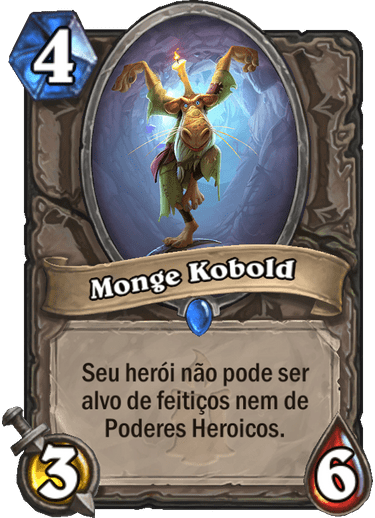 4
Monge Kobold
Seu herói não pode ser
alvo de feitiços nem de
Poderes Heroicos.
3
6